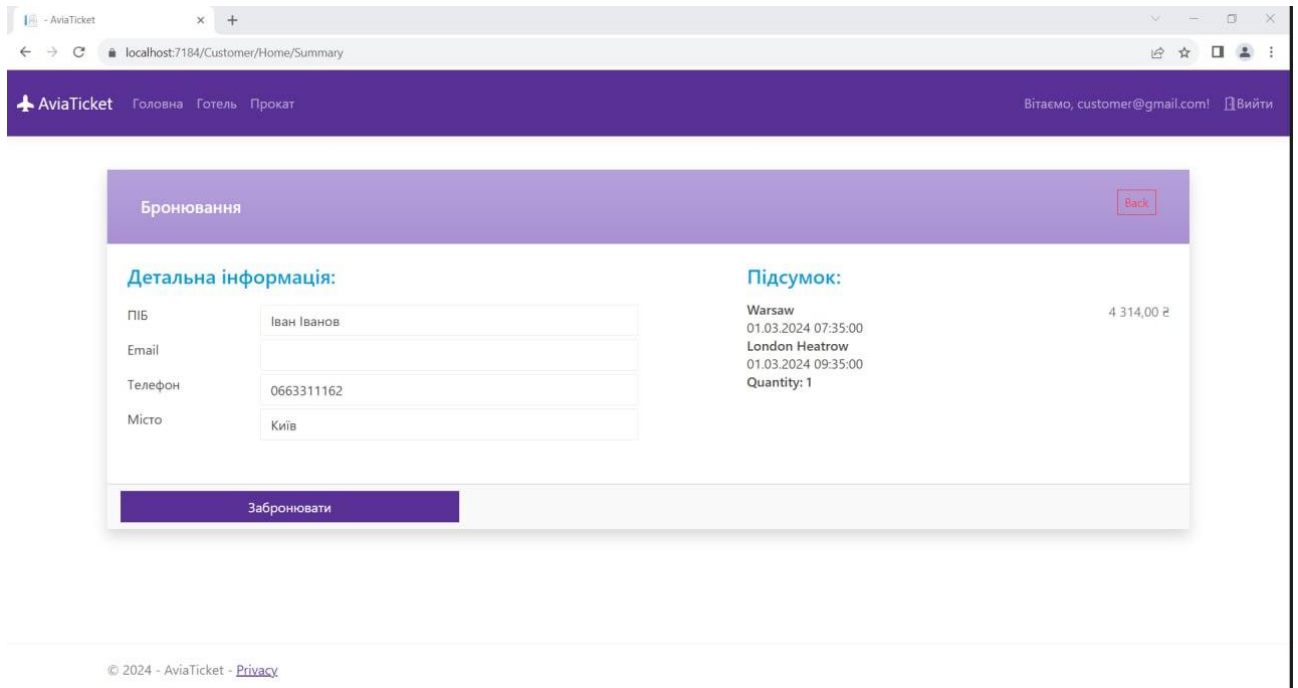 - AviaTicket
localhost:7184/Customer/Home/Summary
AviaTicket Головна Готель Прокат Вітаємо, customer@gmail.com! Вийти
Бронювання Back
Детальна інформація:
ПІБ Іван Іванов
Email
Телефон 0663311162
Місто Київ
Підсумок:
Warsaw 4 314,00 ₴
01.03.2024 07:35:00
London Heatrow
01.03.2024 09:35:00
Quantity: 1
Забронювати
© 2024 - AviaTicket - Privacy